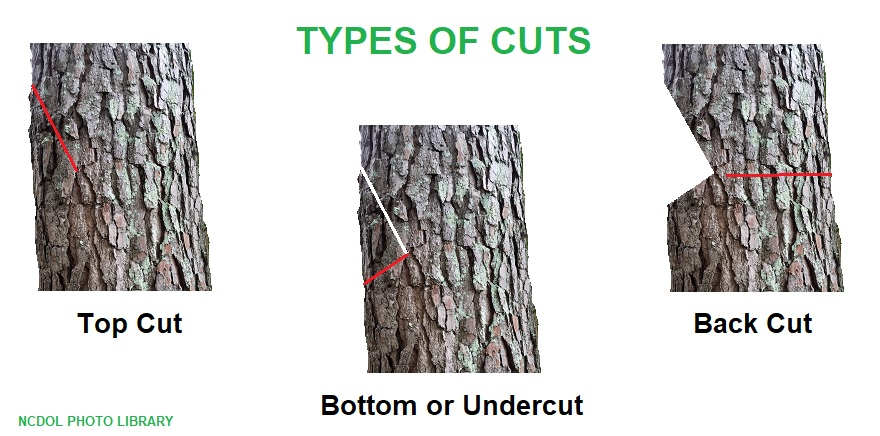 TYPES OF CUTS
Top Cut
Bottom or Undercut
Back Cut
NCDOL PHOTO LIBRARY